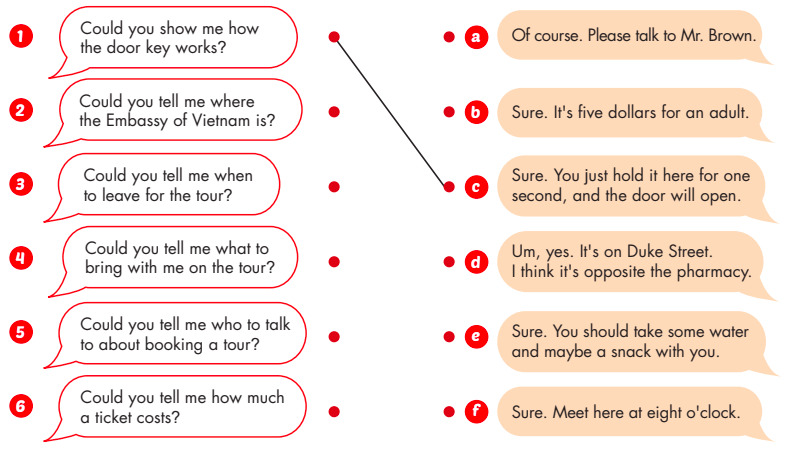 1
Could you show me how
the door key works?
a
Of course. Please talk to Mr. Brown.
2
Could you tell me where
the Embassy of Vietnam is?
b
Sure. It's five dollars for an adult.
3
Could you tell me when
to leave for the tour?
c
Sure. You just hold it here for one
second, and the door will open.
4
Could you tell me what to
bring with me on the tour?
d
Um, yes. It's on Duke Street.
I think it's opposite the pharmacy.
5
Could you tell me who to talk
to about booking a tour?
e
Sure. You should take some water
and maybe a snack with you.
6
Could you tell me how much
a ticket costs?
f
Sure. Meet here at eight o'clock.